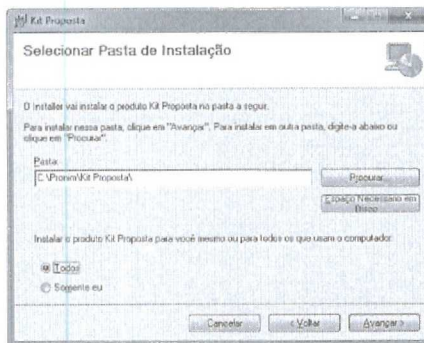 Kit Proposta
Selecionar Pasta de Instalação
O Installer vai instalar o produto Kit Proposta na pasta a seguir.
Para instalar nessa pasta, clique em "Avançar". Para instalar em outra pasta, digite-a abaixo ou
clique em "Procurar".
Pasta:
C:\Pronim\Kit Proposta\
Procurar...
Espaço Necessário em
Disco
Instalar o produto Kit Proposta para você mesmo ou para todos os que usam o computador:
Todos
Somente eu
Cancelar
< Voltar
Avançar >